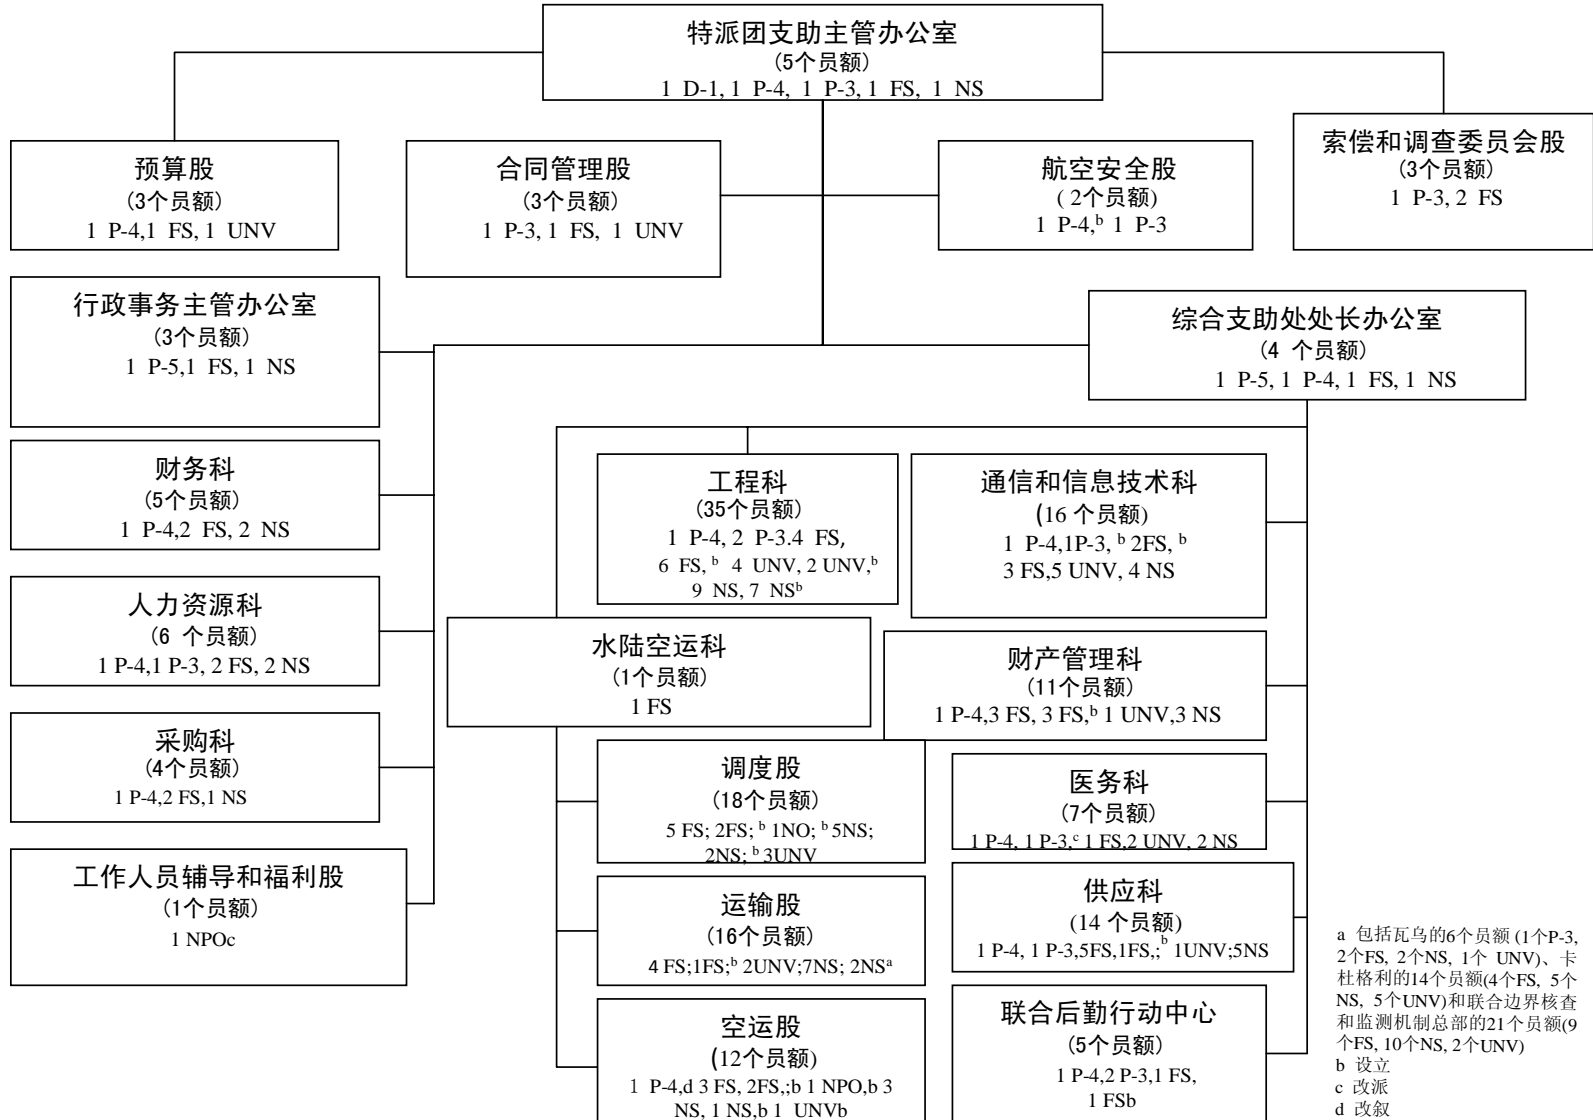 特派团支助主管办公室
(5个员额)
1 D-1, 1 P-4, 1 P-3, 1 FS, 1 NS
预算股
(3个员额)
1 P-4,1 FS, 1 UNV
合同管理股
(3个员额)
1 P-3, 1 FS, 1 UNV
航空安全股
( 2个员额)
1 P-4,ᵇ 1 P-3
索偿和调查委员会股
(3个员额)
1 P-3, 2 FS
行政事务主管办公室
(3个员额)
1 P-5,1 FS, 1 NS
综合支助处处长办公室
(4 个员额)
1 P-5, 1 P-4, 1 FS, 1 NS
财务科
(5个员额)
1 P-4,2 FS, 2 NS
人力资源科
(6 个员额)
1 P-4,1 P-3, 2 FS, 2 NS
采购科
(4个员额)
1 P-4,2 FS,1 NS
工作人员辅导和福利股
(1个员额)
1 NPOc
工程科
(35个员额)
1 P-4, 2 P-3.4 FS,
6 FS, ᵇ 4 UNV, 2 UNV,ᵇ
9 NS, 7 NSᵇ
通信和信息技术科
(16 个员额)
1 P-4,1P-3, ᵇ 2FS, ᵇ
3 FS,5 UNV, 4 NS
水陆空运科
(1个员额)
1 FS
财产管理科
(11个员额)
1 P-4,3 FS, 3 FS,ᵇ 1 UNV,3 NS
调度股
(18个员额)
5 FS; 2FS; ᵇ 1NO; ᵇ 5NS;
2NS; ᵇ 3UNV
医务科
(7个员额)
1 P-4, 1 P-3,ᶜ 1 FS,2 UNV, 2 NS
运输股
(16个员额)
4 FS;1FS;ᵇ 2UNV;7NS; 2NSᵃ
供应科
(14 个员额)
1 P-4, 1 P-3,5FS,1FS,;ᵇ 1UNV;5NS
空运股
(12个员额)
1 P-4,d 3 FS, 2FS,;b 1 NPO,b 3
NS, 1 NS,b 1 UNVb
联合后勤行动中心
(5个员额)
1 P-4,2 P-3,1 FS,
1 FSb
a 包括瓦乌的6个员额 (1个P-3,
2个FS, 2个NS, 1个 UNV)、卡
杜格利的14个员额(4个FS, 5个
NS, 5个UNV)和联合边界核查
和监测机制总部的21个员额(9
个FS, 10个NS, 2个UNV)
b 设立
c 改派
d 改叙